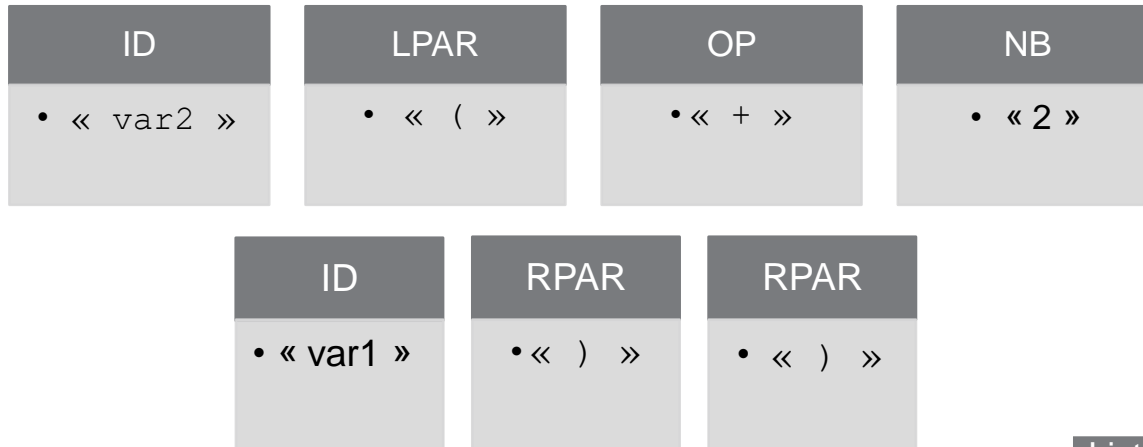 ID LPAR OP NB
• « var2 » • « ( » • « + » • « 2 »
ID RPAR RPAR
• « var1 » • « ) » • « ) »